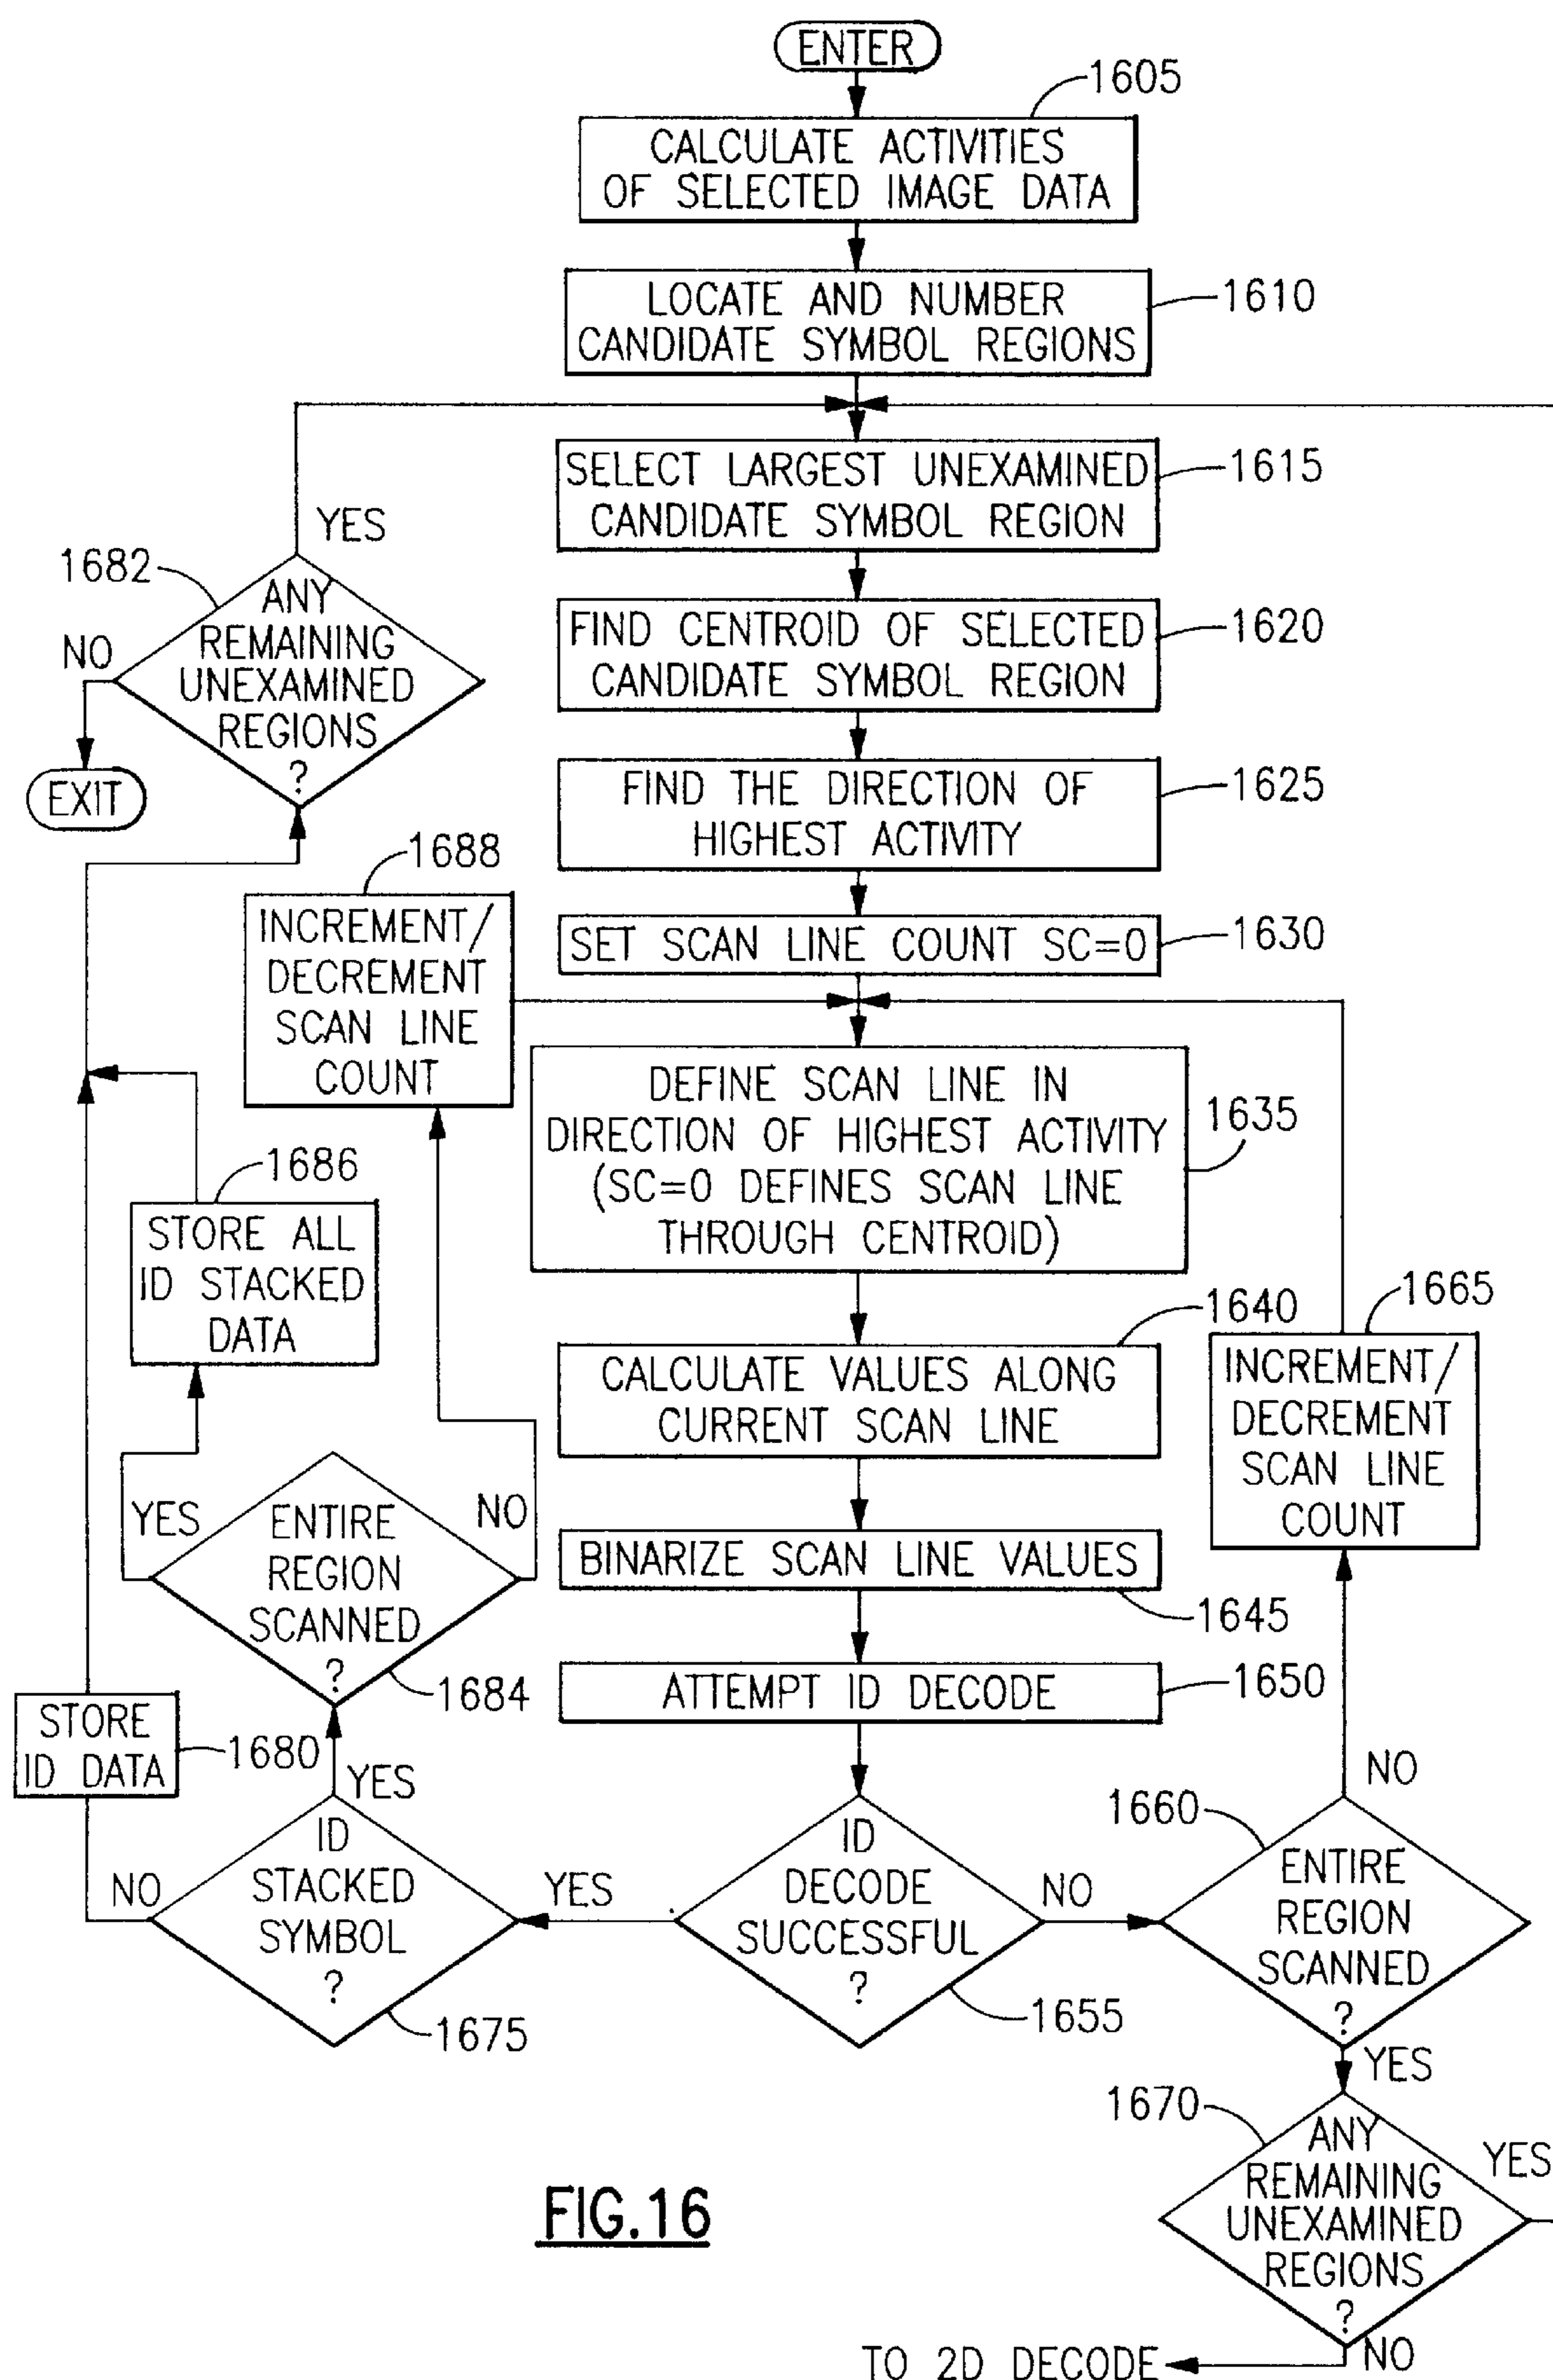 ENTER
1605
CALCULATE ACTIVITIES
OF SELECTED IMAGE DATA
LOCATE AND NUMBER
CANDIDATE SYMBOL REGIONS
1610
SELECT LARGEST UNEXAMINED
CANDIDATE SYMBOL REGION
1615
YES
1682
ANY
REMAINING
UNEXAMINED
REGIONS
?
NO
EXIT
FIND CENTROID OF SELECTED
CANDIDATE SYMBOL REGION
1620
FIND THE DIRECTION OF
HIGHEST ACTIVITY
1625
1688
INCREMENT/
DECREMENT
SCAN LINE
COUNT
SET SCAN LINE COUNT SC=0
1630
DEFINE SCAN LINE IN
DIRECTION OF HIGHEST ACTIVITY
(SC=0 DEFINES SCAN LINE
THROUGH CENTROID)
1635
1686
STORE ALL
ID STACKED
DATA
1640
CALCULATE VALUES ALONG
CURRENT SCAN LINE
1665
INCREMENT/
DECREMENT
SCAN LINE
COUNT
YES
ENTIRE
REGION
SCANNED
?
NO
1684
BINARIZE SCAN LINE VALUES
1645
ATTEMPT ID DECODE
1650
STORE
ID DATA
1680
YES
NO
ID
STACKED
SYMBOL
?
1675
YES
ID
DECODE
SUCCESSFUL
?
1655
NO
1660
NO
ENTIRE
REGION
SCANNED
?
YES
1670
ANY
REMAINING
UNEXAMINED
REGIONS
?
YES
NO
TO 2D DECODE
FIG.16